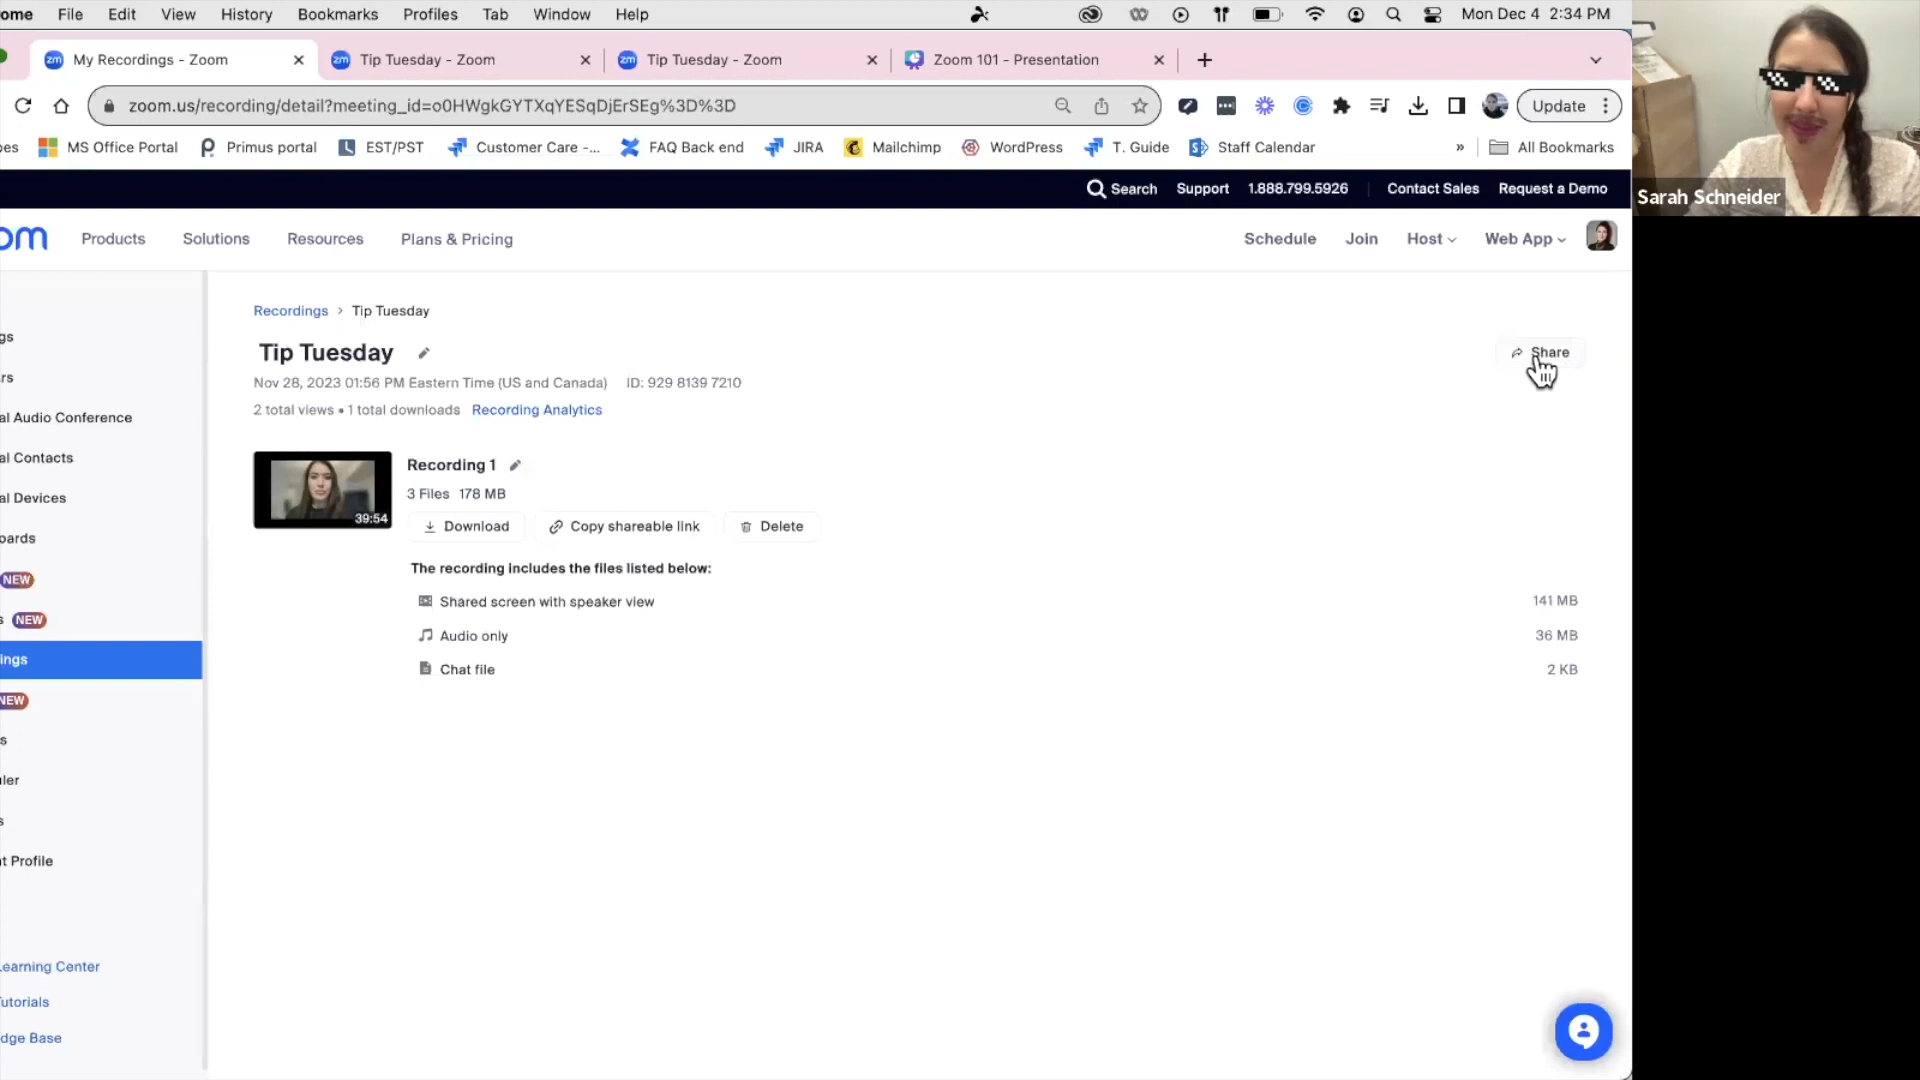 ome File Edit View History Bookmarks Profiles Tab Window Help Mon Dec 4 2:34 PM
My Recordings - Zoom Tip Tuesday - Zoom Tip Tuesday - Zoom Zoom 101 - Presentation
zoom.us/recording/detail?meeting_id=o0HWgkGYTXqYESqDjErSEg%3D%3D Update
es MS Office Portal Primus portal EST/PST Customer Care -... FAQ Back end JIRA Mailchimp WordPress T. Guide Staff Calendar » All Bookmarks
Search Support 1.888.799.5926 Contact Sales Request a Demo
Sarah Schneider
om Products Solutions Resources Plans & Pricing Schedule Join Host Web App
Recordings > Tip Tuesday
Tip Tuesday
Share
Nov 28, 2023 01:56 PM Eastern Time (US and Canada) ID: 929 8139 7210
2 total views • 1 total downloads Recording Analytics
Recording 1
3 Files 178 MB
39:54
Download Copy shareable link Delete
The recording includes the files listed below:
Shared screen with speaker view 141 MB
Audio only 36 MB
Chat file 2 KB
gs
rs
al Audio Conference
al Contacts
al Devices
oards
NEW
s NEW
ings
NEW
s
ler
s
t Profile
Learning Center
Tutorials
dge Base